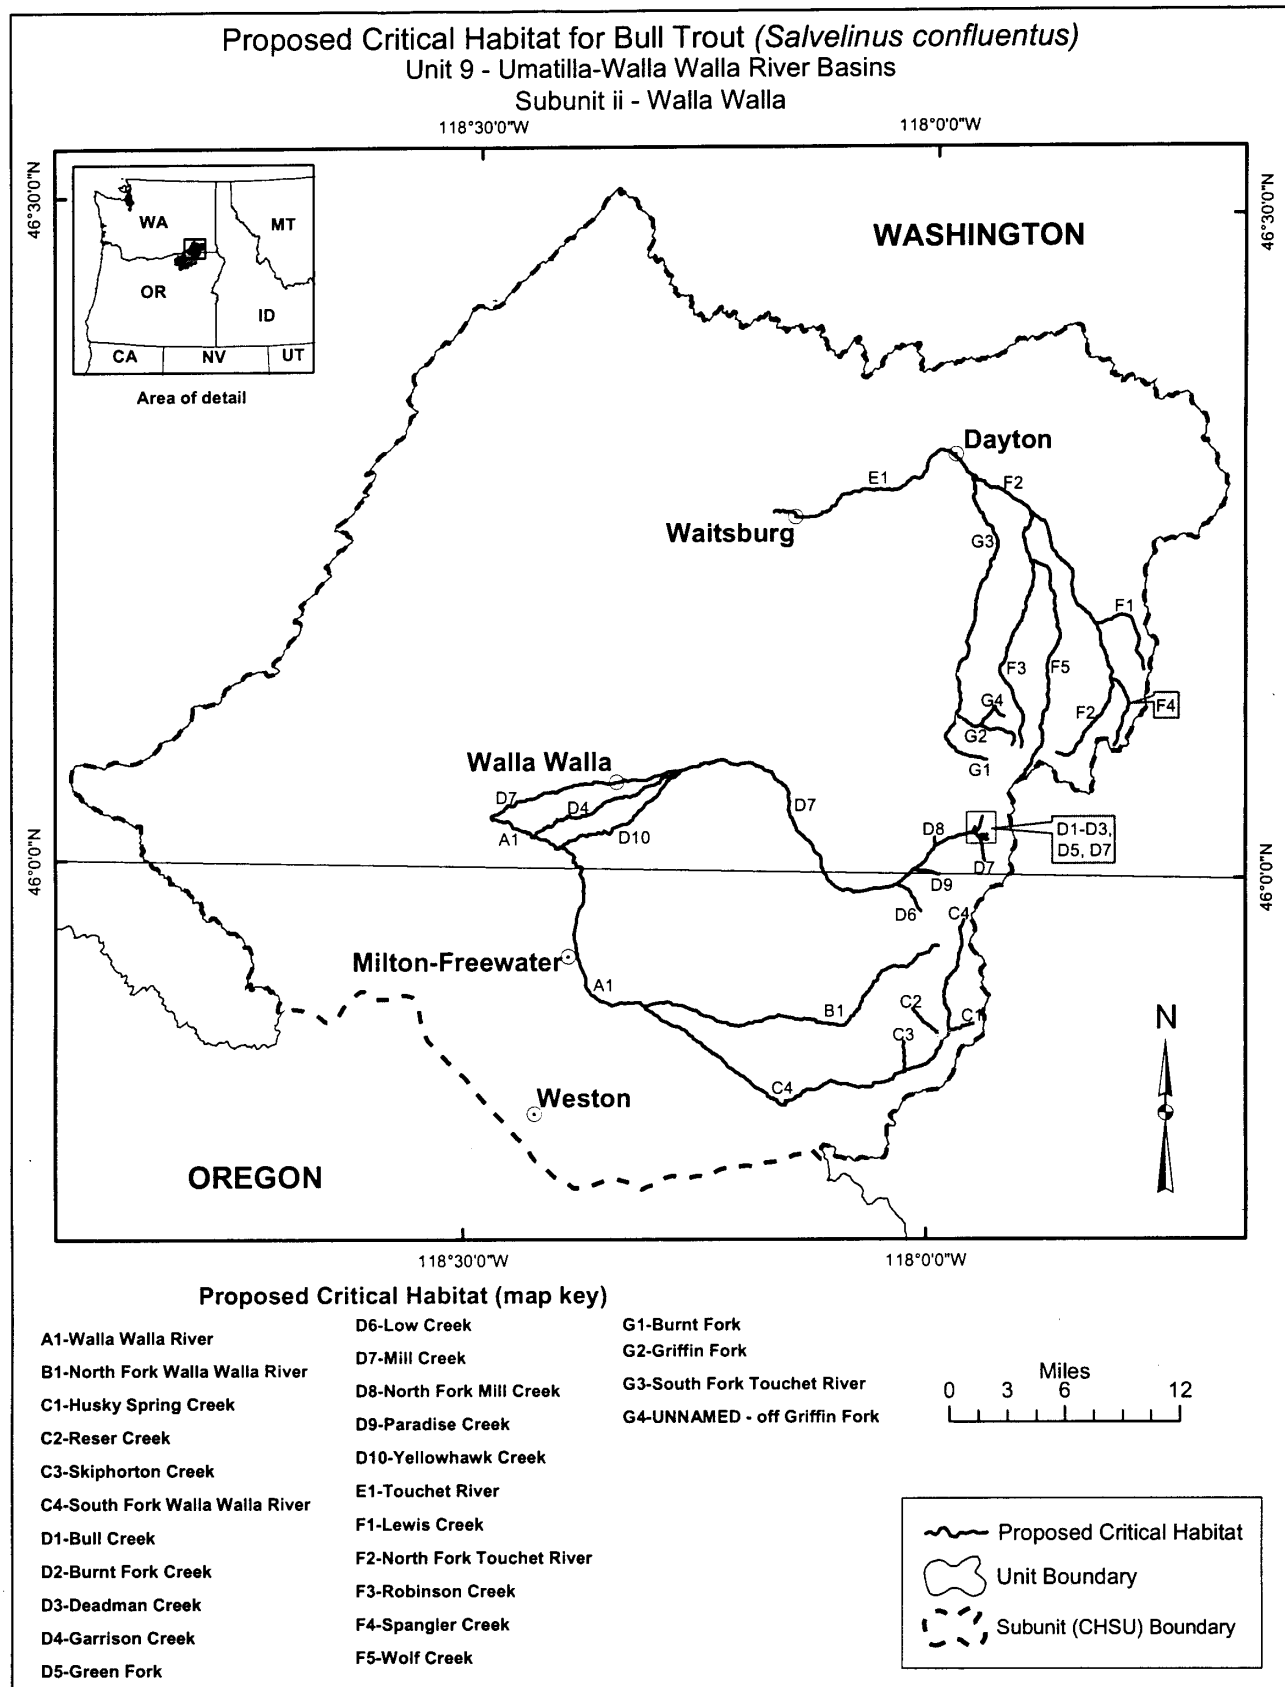 Proposed Critical Habitat for Bull Trout (Salvelinus confluentus)
Unit 9 - Umatilla-Walla Walla River Basins
Subunit ii - Walla Walla
118°30'0"W
118°0'0"W
46°30'0"N
46°30'0"N
WA
MT
OR
ID
CA
NV
UT
Area of detail
WASHINGTON
Dayton
E1
F2
Waitsburg
G3
F1
F3
F5
G4
F2
F4
G2
G1
Walla Walla
D7
D4
D7
A1
D10
D8
D1-D3,
D5, D7
46°0'0"N
46°0'0"N
D7
D9
D6
C4
Milton-Freewater
A1
B1
C2
C1
C3
N
C4
Weston
OREGON
118°30'0"W
118°0'0"W
Proposed Critical Habitat (map key)
A1-Walla Walla River
B1-North Fork Walla Walla River
C1-Husky Spring Creek
C2-Reser Creek
C3-Skiphorton Creek
C4-South Fork Walla Walla River
D1-Bull Creek
D2-Burnt Fork Creek
D3-Deadman Creek
D4-Garrison Creek
D5-Green Fork
D6-Low Creek
D7-Mill Creek
D8-North Fork Mill Creek
D9-Paradise Creek
D10-Yellowhawk Creek
E1-Touchet River
F1-Lewis Creek
F2-North Fork Touchet River
F3-Robinson Creek
F4-Spangler Creek
F5-Wolf Creek
G1-Burnt Fork
G2-Griffin Fork
G3-South Fork Touchet River
G4-UNNAMED - off Griffin Fork
Miles
0 3 6 12
Proposed Critical Habitat
Unit Boundary
Subunit (CHSU) Boundary